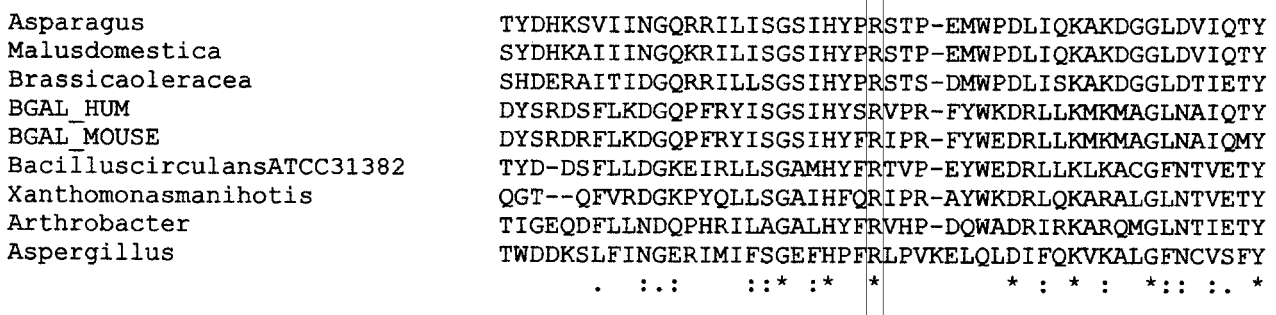 Asparagus TYDHKSVIINGQRRILISGSIHYPRSTP-EMWPDLIQKAKDGGLDVIQTY
Malusdomestica SYDHKAIIINGQKRILISGSIHYPRSTP-EMWPDLIQKAKDGGLDVIQTY
Brassicaoleracea SHDERAITIDGQRRILLSGSIHYPRSTS-DMWPDLISKAKDGGLDTIETY
BGAL_HUM DYSRDSFLKDGQPFRYISGSIHYSRVPR-FYWKDRLLKMKMAGLNAIQTY
BGAL_MOUSE DYSRDRFLKDGQPFRYISGSIHYFRIPR-FYWEDRLLKMKMAGLNAIQMY
BacilluscirculansATCC31382 TYD-DSFLLDGKEIRLLSGAMHYFRTVP-EYWEDRLLKLKACGFNTVETY
Xanthomonasmanihotis QGT--QFVRDGKPYQLLSGAIHFQRIPR-AYWKDRLQKARALGLNTVETY
Arthrobacter TIGEQDFLLNDQPHRILAGALHYFRVHP-DQWADRIRKARQMGLNTIETY
Aspergillus TWDDKSLFINGERIMIFSGEFHPFRLPVKELQLDIFQKVKALGFNCVSFY
. :.: ::* :* * * : * : *:: :. *